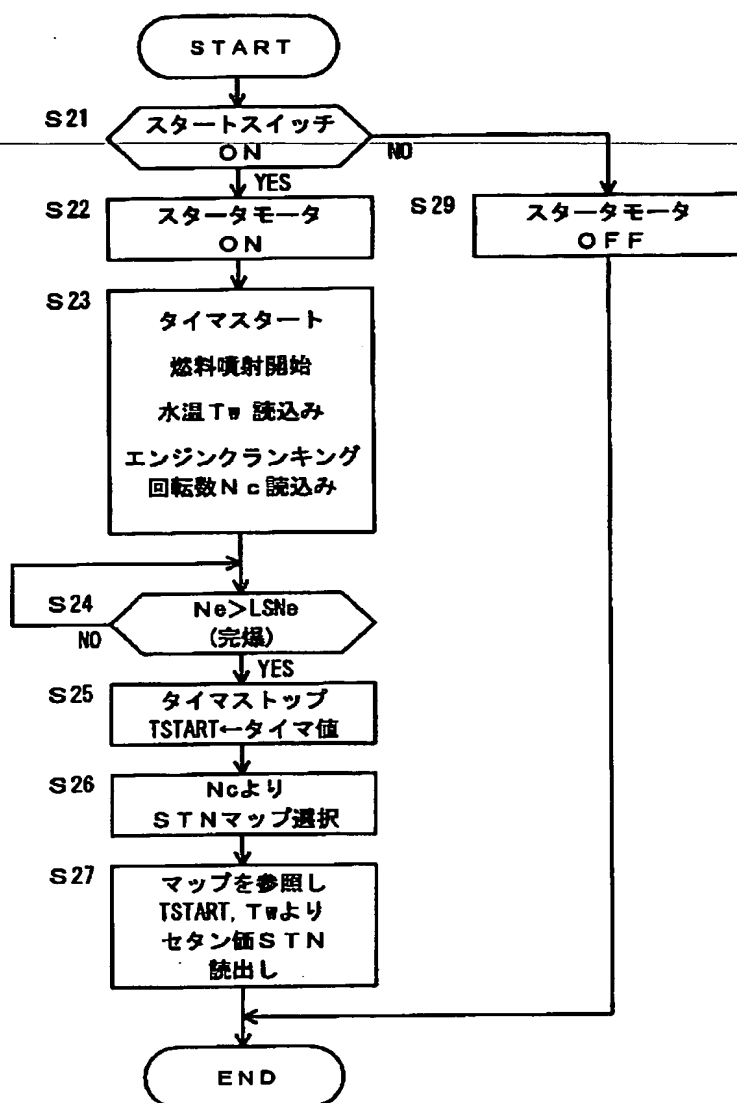 START
S21
スタートスイッチ
ON
NO
YES
S22
スタータモータ
ON
S29
スタータモータ
OFF
S23
タイマスタート
燃料噴射開始
水温Tw 読込み
エンジンクランキング
回転数Nc読込み
S24
Ne>LSNe
(完爆)
NO
YES
S25
タイマストップ
TSTART←タイマ値
S26
Ncより
STNマップ選択
S27
マップを参照し
TSTART, Twより
セタン価STN
読出し
END